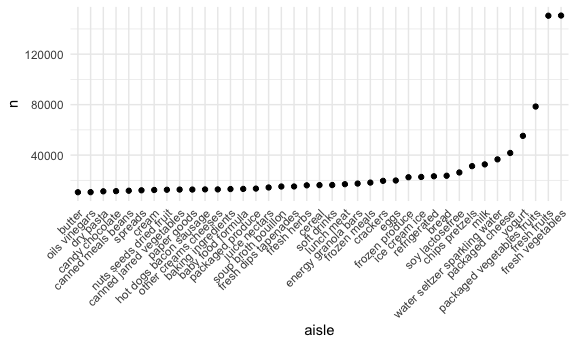 120000
80000
40000
n
butter
oils vinegars
dry pasta
candy chocolate
canned meals beans
spreads
cream
nuts seeds dried fruit
canned jarred vegetables
paper goods
hot dogs bacon sausage
other creams cheeses
baking ingredients
baby food formula
packaged produce
juice nectars
soup broth bouillon
fresh dips tapenades
fresh herbs
cereal
soft drinks
lunch meat
energy granola bars
frozen meals
crackers
eggs
frozen produce
ice cream ice
refrigerated
bread
soy lactosefree
chips pretzels
milk
water seltzer sparkling water
packaged cheese
yogurt
packaged vegetables fruits
fresh fruits
fresh vegetables
aisle